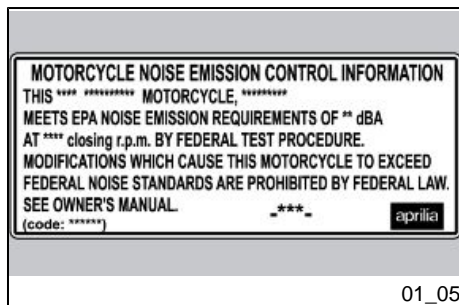 MOTORCYCLE NOISE EMISSION CONTROL INFORMATION
THIS **** ********** MOTORCYCLE, *********
MEETS EPA NOISE EMISSION REQUIREMENTS OF ** dBA
AT **** closing r.p.m. BY FEDERAL TEST PROCEDURE.
MODIFICATIONS WHICH CAUSE THIS MOTORCYCLE TO EXCEED
FEDERAL NOISE STANDARDS ARE PROHIBITED BY FEDERAL LAW.
SEE OWNER'S MANUAL.
-***-
(code: ******)
aprilia
01_05